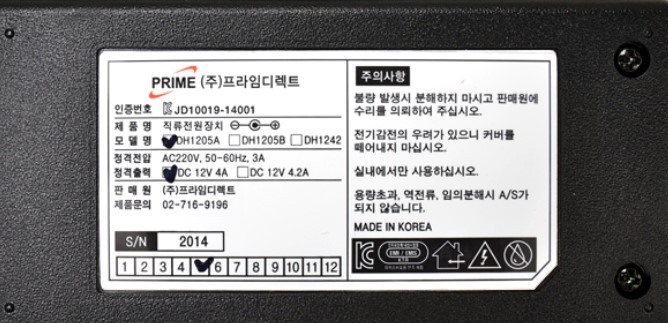 PRIME (주)프라임디렉트
인증번호 JD10019-14001
제 품 명 직류전원장치
모 델 명 DH1205A DH1205B DH1242
정격전압 AC220V, 50-60Hz, 3A
정격출력 DC 12V 4A DC 12V 4.2A
판 매 원 (주)프라임디렉트
제품문의 02-716-9196
S/N 2014
1 2 3 4 6 7 8 9 10 11 12
주의사항
불량 발생시 분해하지 마시고 판매원에
수리를 의뢰하여 주십시오.
전기감전의 우려가 있으니 커버를
떼어내지 마십시오.
실내에서만 사용하십시오.
용량초과, 역전류, 임의분해시 A/S가
되지 않습니다.
MADE IN KOREA
EMI / EMS